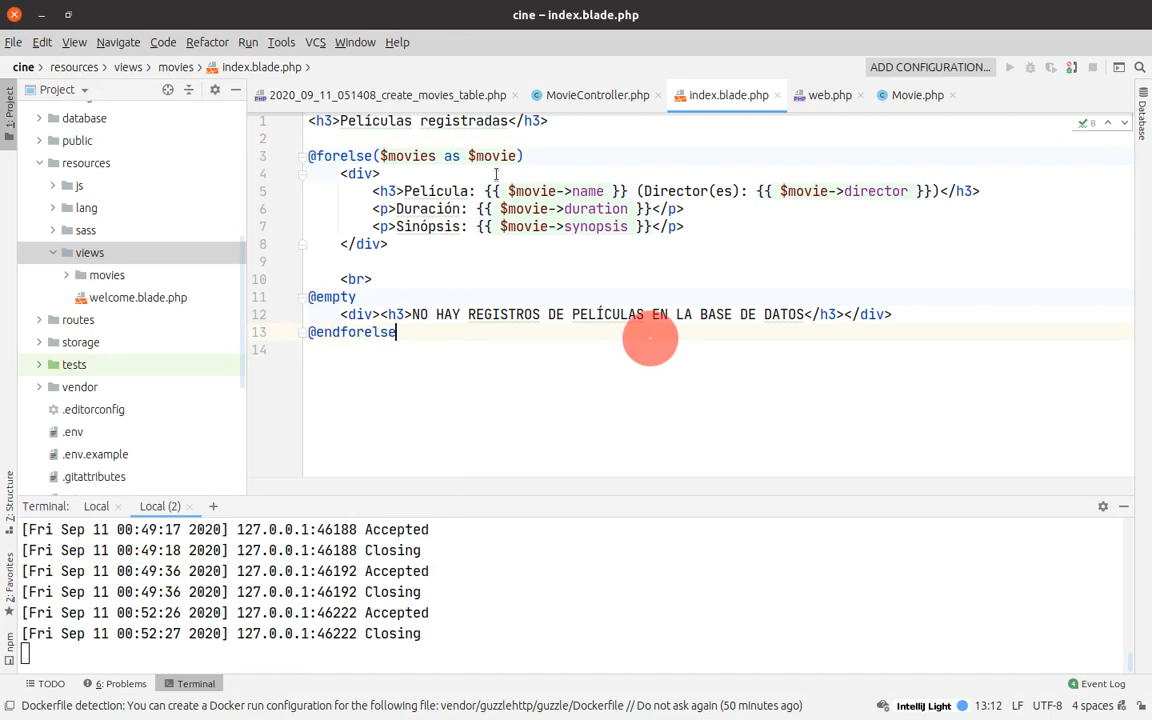 cine – index.blade.php
File Edit View Navigate Code Refactor Run Tools VCS Window Help
cine resources views movies index.blade.php ADD CONFIGURATION...
1: Project
Project
2020_09_11_051408_create_movies_table.php MovieController.php index.blade.php web.php Movie.php
Database
database
public
resources
js
lang
sass
views
movies
welcome.blade.php
routes
storage
tests
vendor
.editorconfig
.env
.env.example
.gitattributes
8
1 <h3>Películas registradas</h3>
2
3 @forelse($movies as $movie)
4 <div>
5 <h3>Película: {{ $movie->name }} (Director(es): {{ $movie->director }})</h3>
6 <p>Duración: {{ $movie->duration }}</p>
7 <p>Sinópsis: {{ $movie->synopsis }}</p>
8 </div>
9
10 <br>
11 @empty
12 <div><h3>NO HAY REGISTROS DE PELÍCULAS EN LA BASE DE DATOS</h3></div>
13 @endforelse
14
7: Structure
2: Favorites
npm
Terminal: Local Local (2) +
[Fri Sep 11 00:49:17 2020] 127.0.0.1:46188 Accepted
[Fri Sep 11 00:49:18 2020] 127.0.0.1:46188 Closing
[Fri Sep 11 00:49:36 2020] 127.0.0.1:46192 Accepted
[Fri Sep 11 00:49:36 2020] 127.0.0.1:46192 Closing
[Fri Sep 11 00:52:26 2020] 127.0.0.1:46222 Accepted
[Fri Sep 11 00:52:27 2020] 127.0.0.1:46222 Closing
TODO 6: Problems Terminal 4 Event Log
Dockerfile detection: You can create a Docker run configuration for the following file: vendor/guzzlehttp/guzzle/Dockerfile // Do not ask again (50 minutes ago) IntelliJ Light 13:12 LF UTF-8 4 spaces